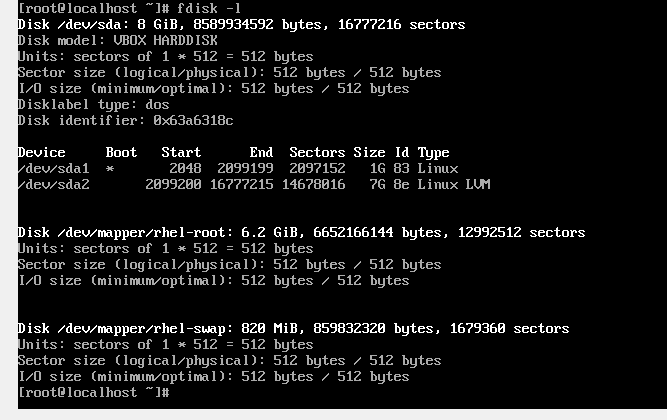 [root@localhost ~]# fdisk -l
Disk /dev/sda: 8 GiB, 8589934592 bytes, 16777216 sectors
Disk model: VBOX HARDDISK
Units: sectors of 1 * 512 = 512 bytes
Sector size (logical/physical): 512 bytes / 512 bytes
I/O size (minimum/optimal): 512 bytes / 512 bytes
Disklabel type: dos
Disk identifier: 0x63a6318c
Device     Boot   Start      End  Sectors Size Id Type
/dev/sda1  *       2048  2099199  2097152   1G 83 Linux
/dev/sda2       2099200 16777215 14678016   7G 8e Linux LVM
Disk /dev/mapper/rhel-root: 6.2 GiB, 6652166144 bytes, 12992512 sectors
Units: sectors of 1 * 512 = 512 bytes
Sector size (logical/physical): 512 bytes / 512 bytes
I/O size (minimum/optimal): 512 bytes / 512 bytes
Disk /dev/mapper/rhel-swap: 820 MiB, 859832320 bytes, 1679360 sectors
Units: sectors of 1 * 512 = 512 bytes
Sector size (logical/physical): 512 bytes / 512 bytes
I/O size (minimum/optimal): 512 bytes / 512 bytes
[root@localhost ~]#